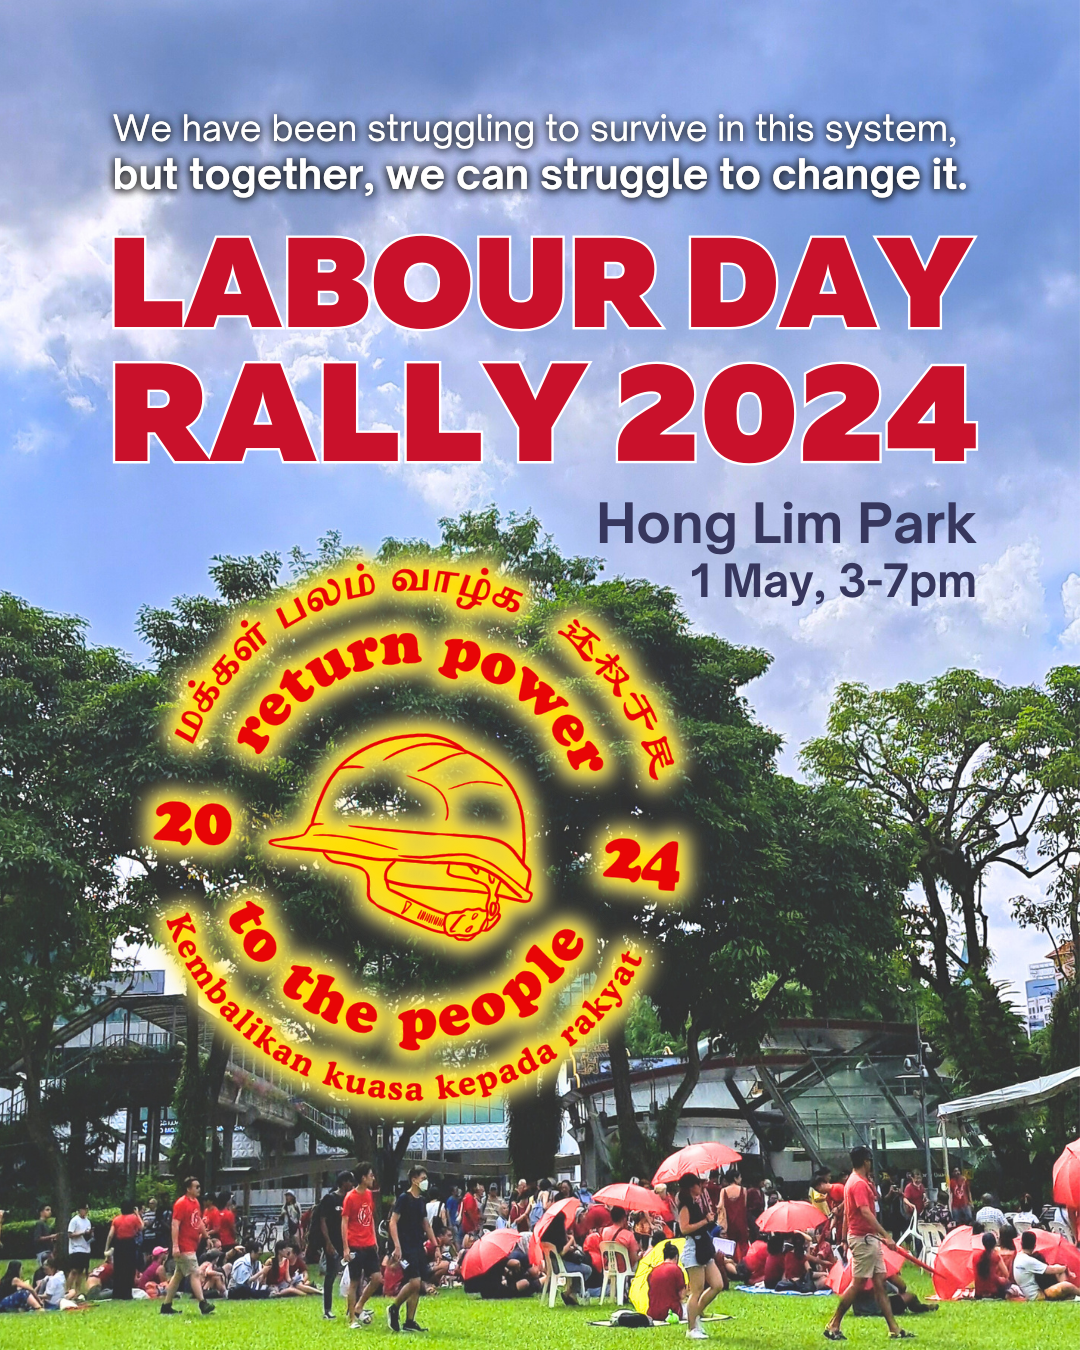 We have been struggling to survive in this system,
but together, we can struggle to change it.
LABOUR DAY
RALLY 2024
Hong Lim Park
1 May, 3-7pm
மக்கள் பலம் வாழ்க
还权于民
return power
20
24
to the people
Kembalikan kuasa kepada rakyat